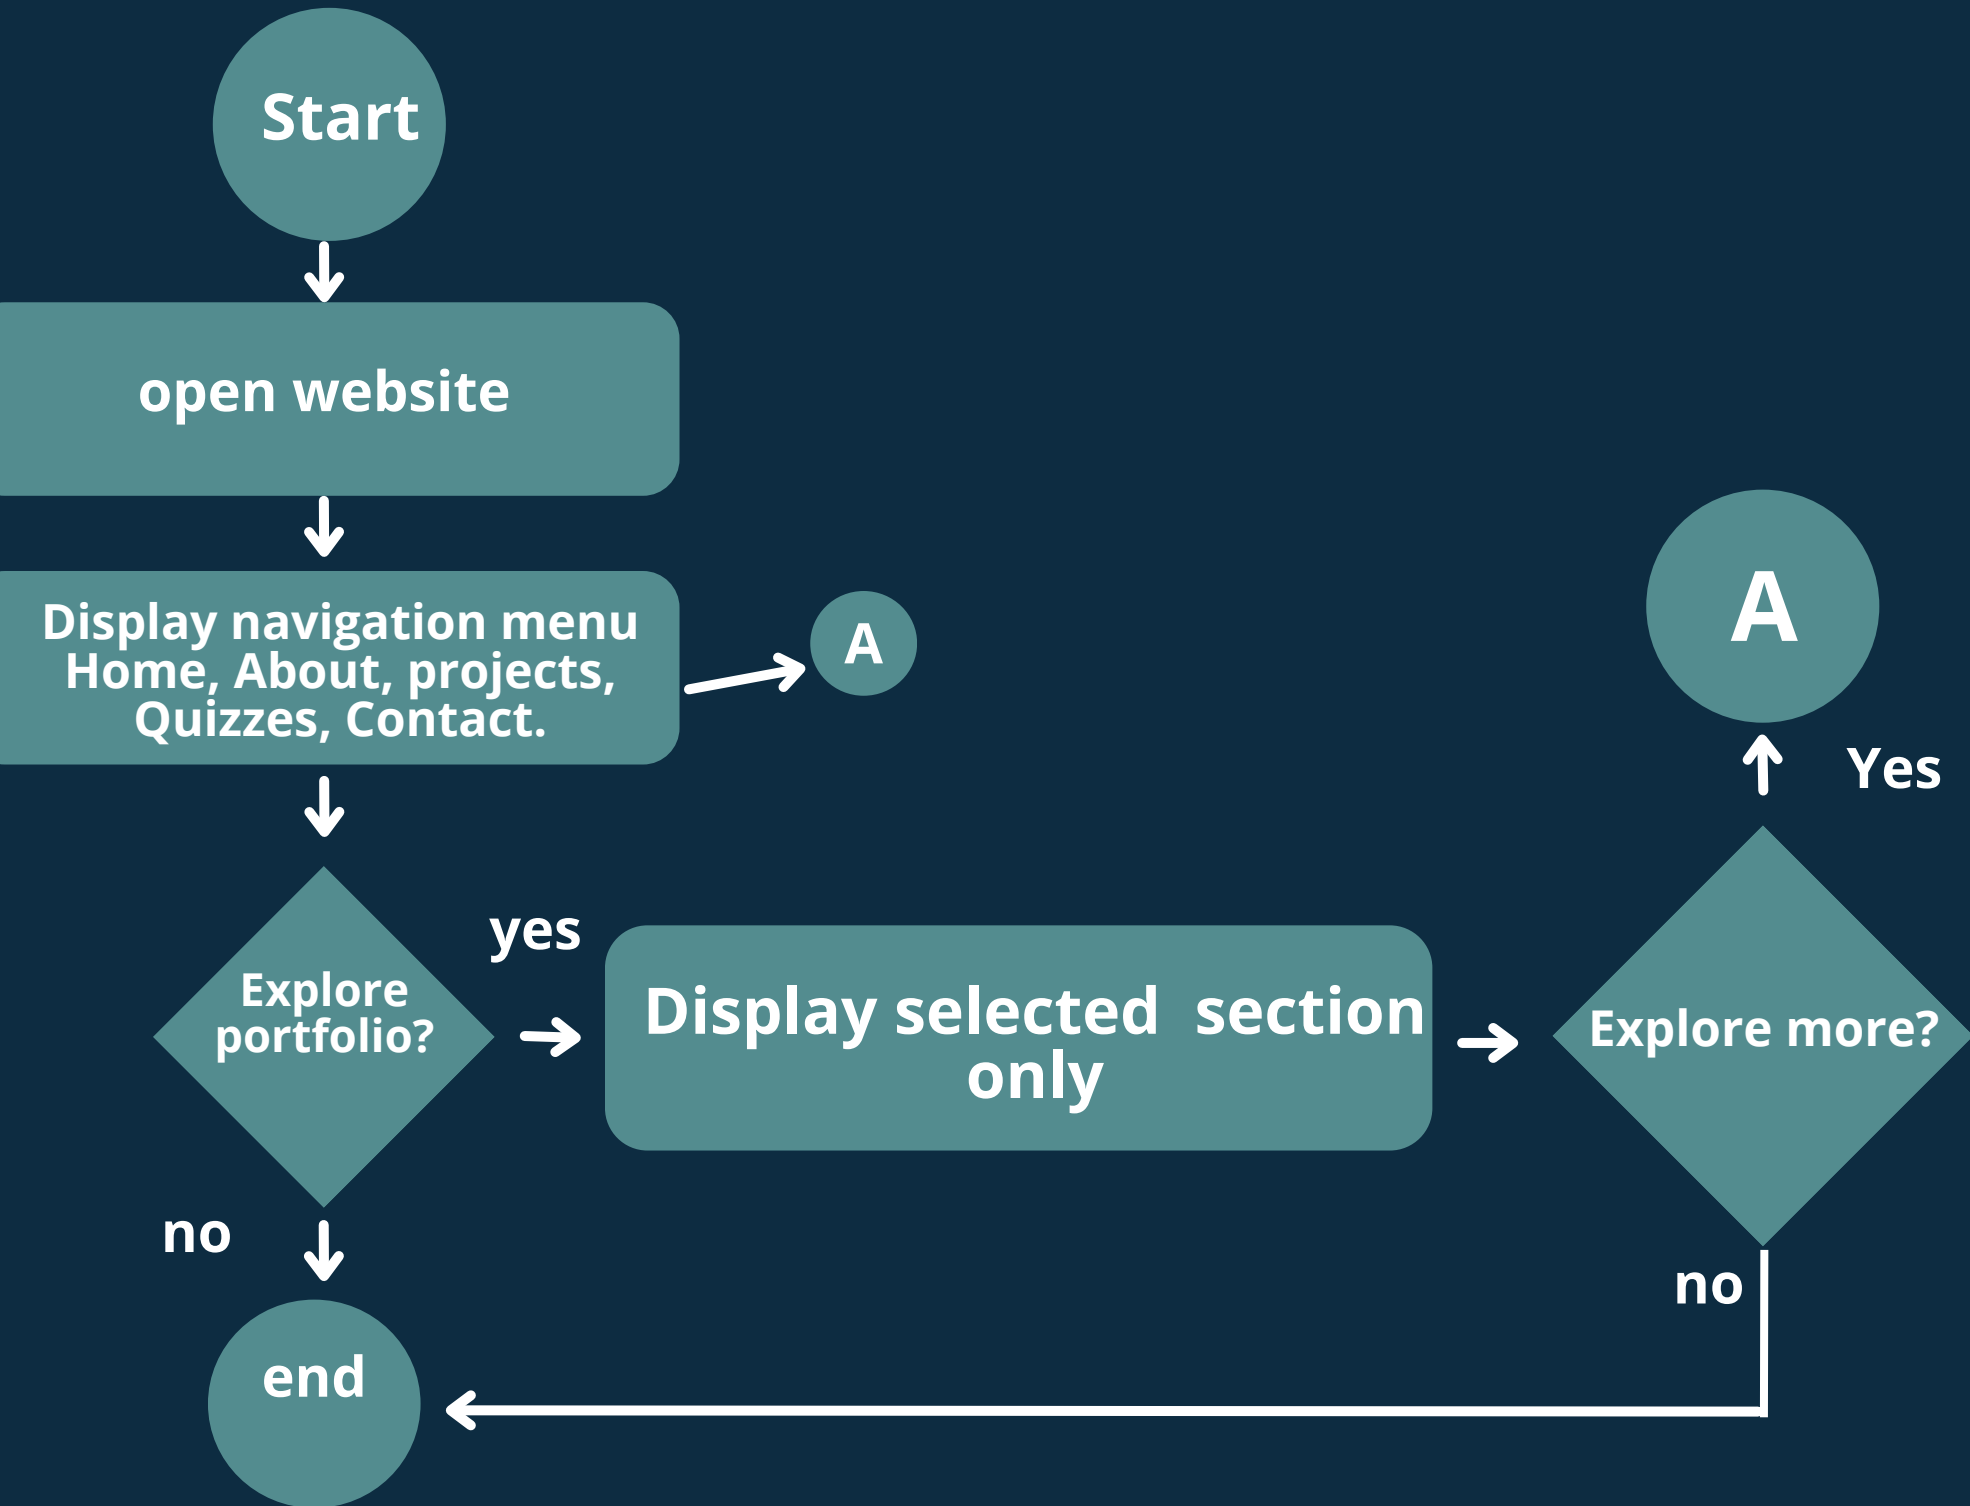 Start
open website
Display navigation menu
Home, About, projects,
Quizzes, Contact.
A
A
Yes
Explore
portfolio?
yes
Display selected  section
only
Explore more?
no
no
end